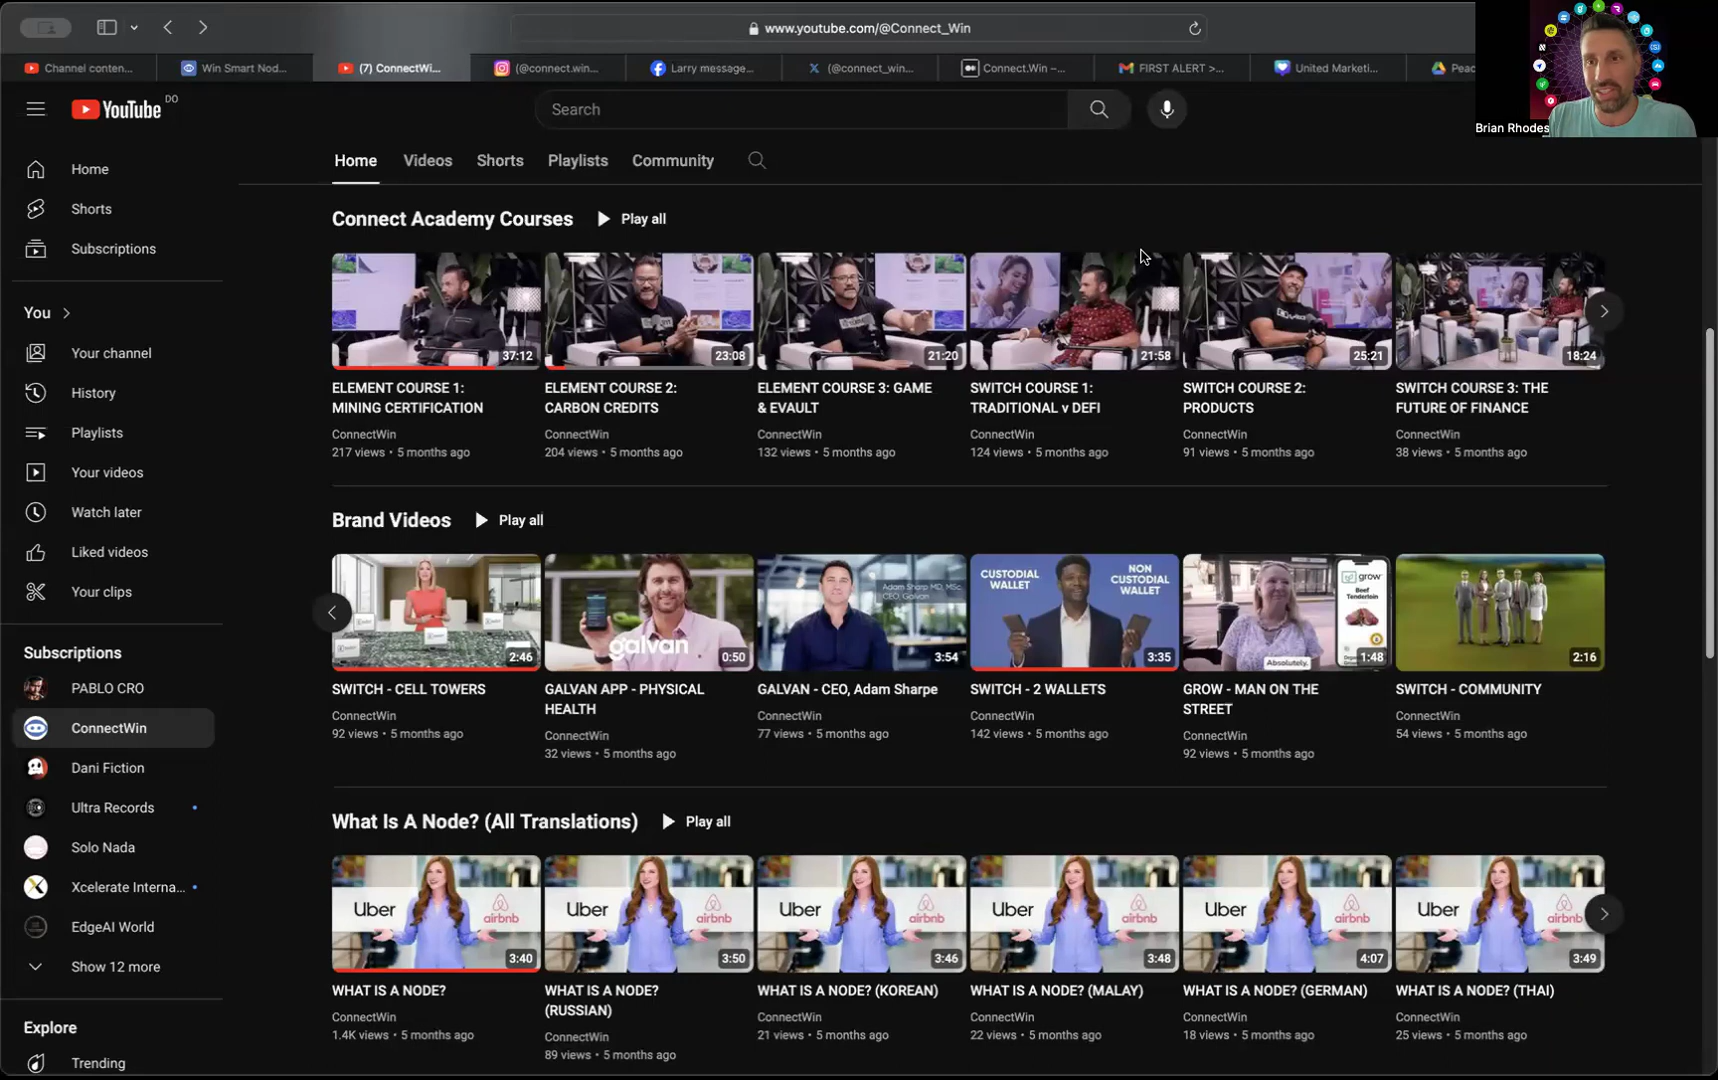 www.youtube.com/@Connect_Win
Channel conten...
Win Smart Nod...
(7) ConnectWi...
(@connect.win...
Larry message...
(@connect_win...
Connect.Win –...
FIRST ALERT >...
United Marketi...
Peac
Brian Rhodes
YouTube DO
Search
Home
Videos
Shorts
Playlists
Community
Home
Shorts
Subscriptions
You
Your channel
History
Playlists
Your videos
Watch later
Liked videos
Your clips
Subscriptions
PABLO CRO
ConnectWin
Dani Fiction
Ultra Records
Solo Nada
Xcelerate Interna...
EdgeAI World
Show 12 more
Explore
Trending
Connect Academy Courses
Play all
37:12
ELEMENT COURSE 1:
MINING CERTIFICATION
ConnectWin
217 views • 5 months ago
23:08
ELEMENT COURSE 2:
CARBON CREDITS
ConnectWin
204 views • 5 months ago
21:20
ELEMENT COURSE 3: GAME
& EVAULT
ConnectWin
132 views • 5 months ago
21:58
SWITCH COURSE 1:
TRADITIONAL v DEFI
ConnectWin
124 views • 5 months ago
25:21
SWITCH COURSE 2:
PRODUCTS
ConnectWin
91 views • 5 months ago
18:24
SWITCH COURSE 3: THE
FUTURE OF FINANCE
ConnectWin
38 views • 5 months ago
Brand Videos
Play all
2:46
SWITCH - CELL TOWERS
ConnectWin
92 views • 5 months ago
galvan
0:50
GALVAN APP - PHYSICAL
HEALTH
ConnectWin
32 views • 5 months ago
Adam Sharp MD, MSc.
CEO, Galvan
3:54
GALVAN - CEO, Adam Sharpe
ConnectWin
77 views • 5 months ago
CUSTODIAL
WALLET
NON
CUSTODIAL
WALLET
3:35
SWITCH - 2 WALLETS
ConnectWin
142 views • 5 months ago
grow
Beef
Tenderloin
Absolutely.
1:48
GROW - MAN ON THE
STREET
ConnectWin
92 views • 5 months ago
2:16
SWITCH - COMMUNITY
ConnectWin
54 views • 5 months ago
What Is A Node? (All Translations)
Play all
Uber
airbnb
3:40
WHAT IS A NODE?
ConnectWin
1.4K views • 5 months ago
Uber
airbnb
3:50
WHAT IS A NODE?
(RUSSIAN)
ConnectWin
89 views • 5 months ago
Uber
airbnb
3:46
WHAT IS A NODE? (KOREAN)
ConnectWin
21 views • 5 months ago
Uber
airbnb
3:48
WHAT IS A NODE? (MALAY)
ConnectWin
22 views • 5 months ago
Uber
airbnb
4:07
WHAT IS A NODE? (GERMAN)
ConnectWin
18 views • 5 months ago
Uber
airbnb
3:49
WHAT IS A NODE? (THAI)
ConnectWin
25 views • 5 months ago